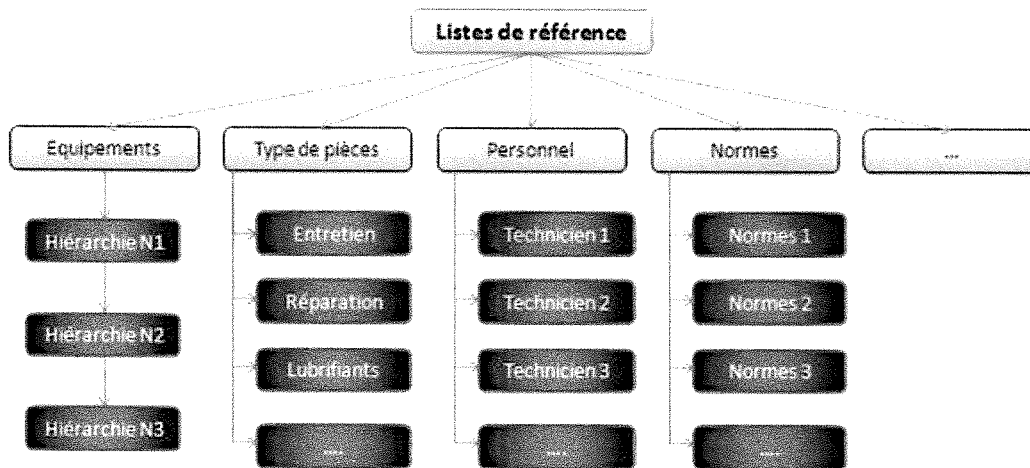 Listes de référence
Equipements
Type de pièces
Personnel
Normes
...
Hiérarchie N1
Hiérarchie N2
Hiérarchie N3
Entretien
Réparation
Lubrifiants
....
Technicien 1
Technicien 2
Technicien 3
....
Normes 1
Normes 2
Normes 3
....